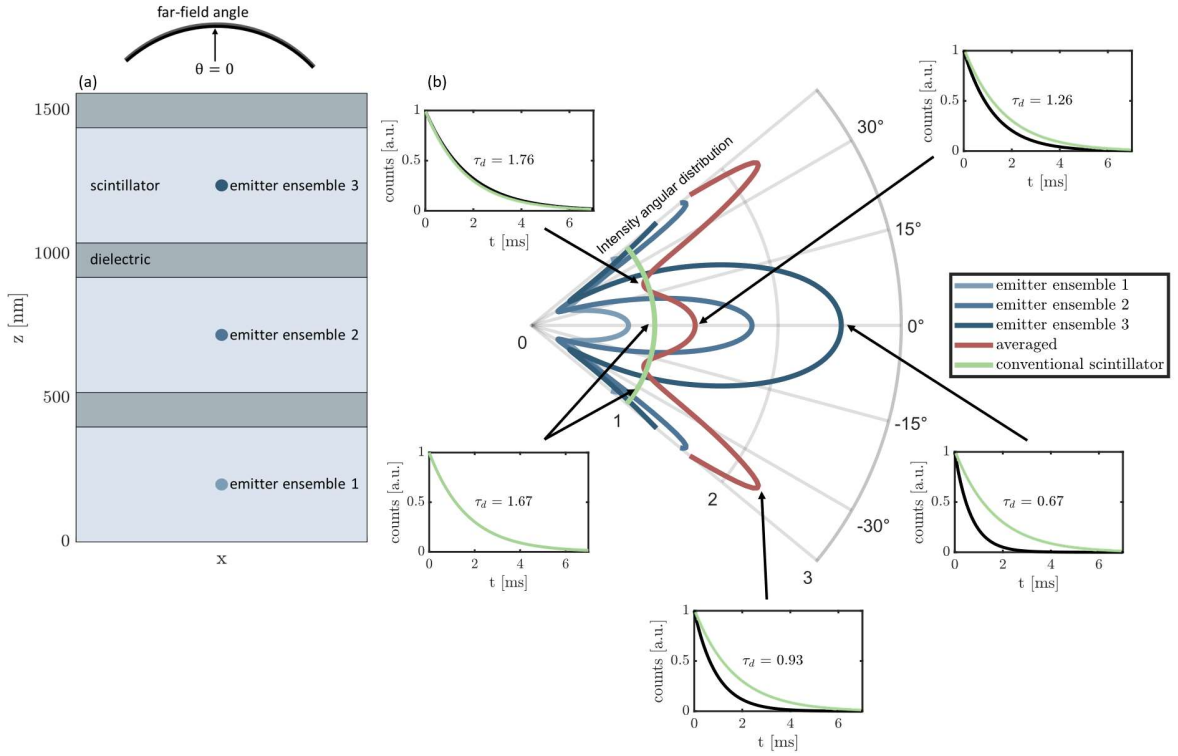 far-field angle
θ = 0
(a)
1500
1000
500
0
z [nm]
x
scintillator
emitter ensemble 3
dielectric
emitter ensemble 2
emitter ensemble 1
(b)
counts [a.u.]
1
0.5
0
τ_d = 1.76
0 2 4 6
t [ms]
Intensity angular distribution
counts [a.u.]
1
0.5
0
τ_d = 1.26
0 2 4 6
t [ms]
30°
15°
0°
-15°
-30°
0
1
2
3
emitter ensemble 1
emitter ensemble 2
emitter ensemble 3
averaged
conventional scintillator
counts [a.u.]
1
0.5
0
τ_d = 1.67
0 2 4 6
t [ms]
counts [a.u.]
1
0.5
0
τ_d = 0.67
0 2 4 6
t [ms]
counts [a.u.]
1
0.5
0
τ_d = 0.93
0 2 4 6
t [ms]